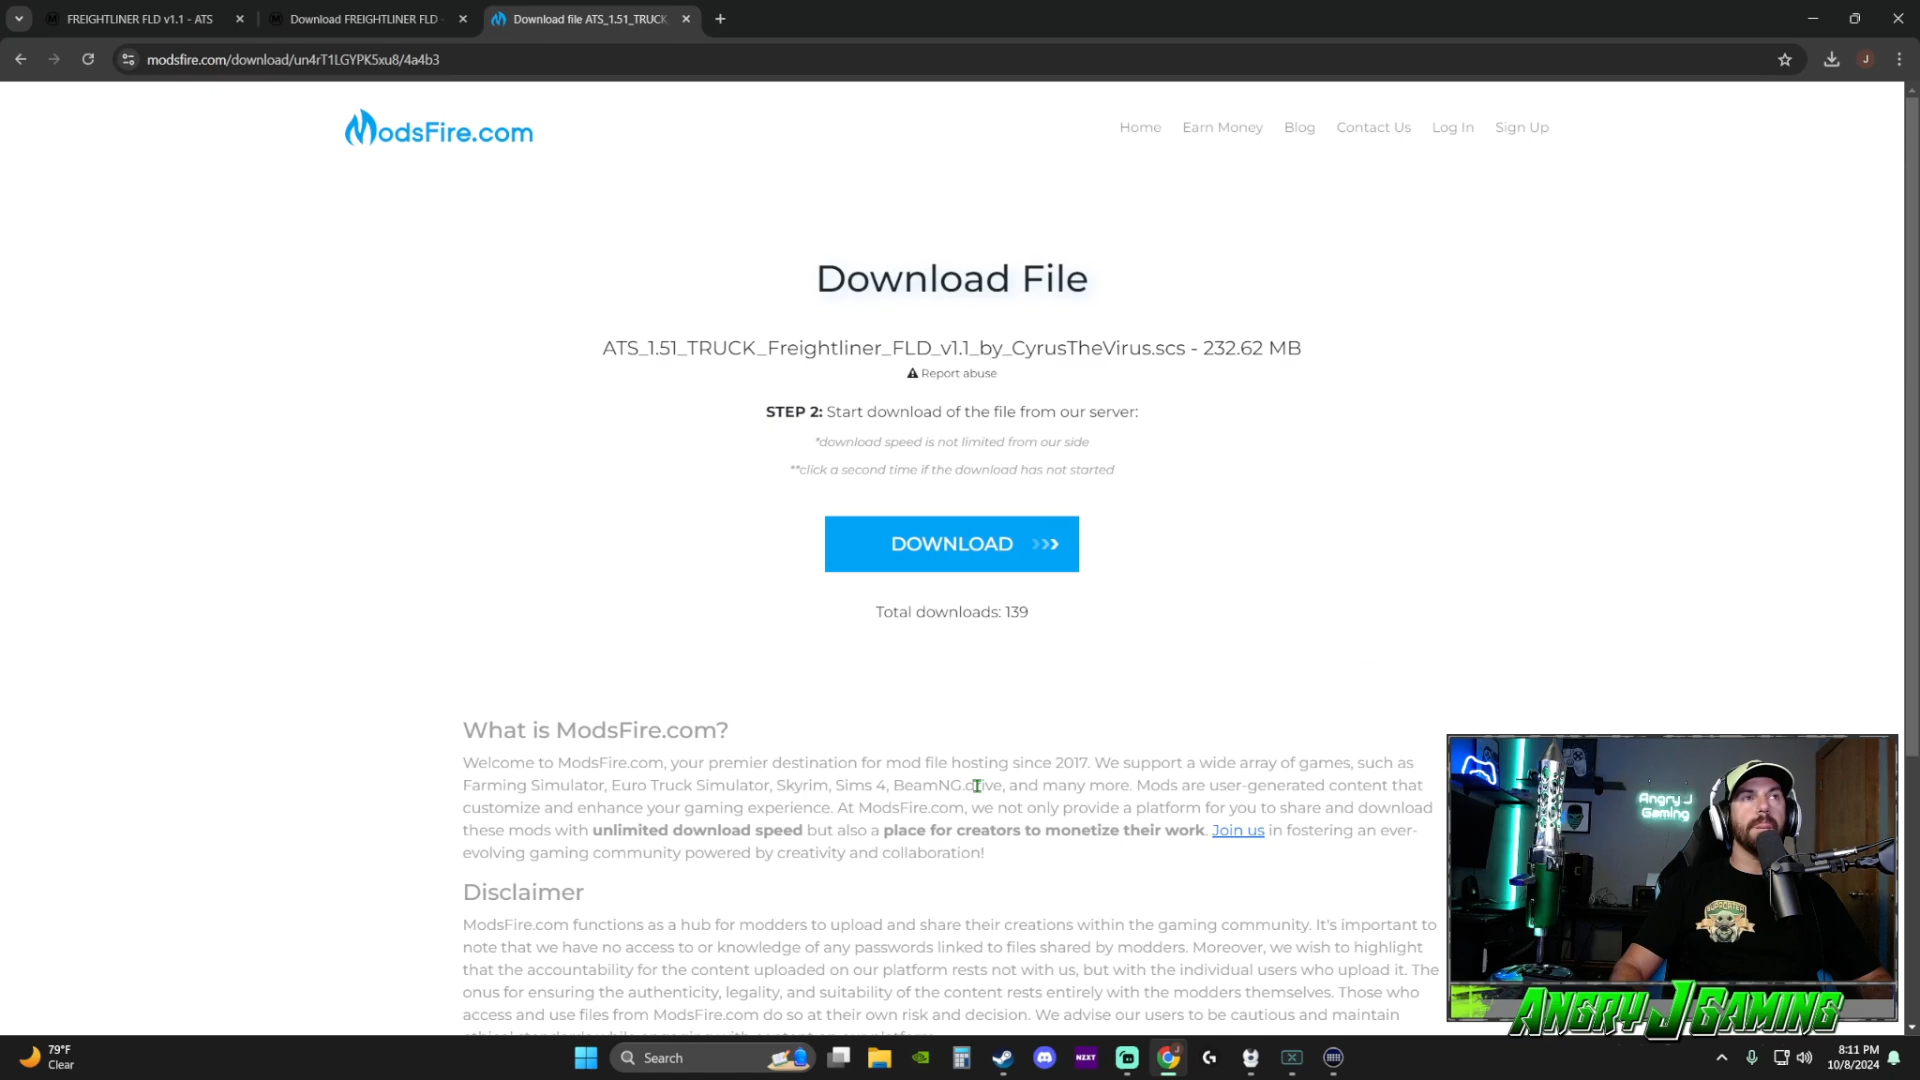 FREIGHTLINER FLD v1.1 - ATS
Download FREIGHTLINER FLD -
Download file ATS_1.51_TRUCK
modsfire.com/download/un4rT1LGYPK5xu8/4a4b3
J
ModsFire.com
Home Earn Money Blog Contact Us Log In Sign Up
Download File
ATS_1.51_TRUCK_Freightliner_FLD_v1.1_by_CyrusTheVirus.scs - 232.62 MB
Report abuse
STEP 2: Start download of the file from our server:
*download speed is not limited from our side
**click a second time if the download has not started
DOWNLOAD
Total downloads: 139
What is ModsFire.com?
Welcome to ModsFire.com, your premier destination for mod file hosting since 2017. We support a wide array of games, such as
Farming Simulator, Euro Truck Simulator, Skyrim, Sims 4, BeamNG.drive, and many more. Mods are user-generated content that
customize and enhance your gaming experience. At ModsFire.com, we not only provide a platform for you to share and download
these mods with unlimited download speed but also a place for creators to monetize their work. Join us in fostering an ever-
evolving gaming community powered by creativity and collaboration!
Disclaimer
ModsFire.com functions as a hub for modders to upload and share their creations within the gaming community. It's important to
note that we have no access to or knowledge of any passwords linked to files shared by modders. Moreover, we wish to highlight
that the accountability for the content uploaded on our platform rests not with us, but with the individual users who upload it. The
onus for ensuring the authenticity, legality, and suitability of the content rests entirely with the modders themselves. Those who
access and use files from ModsFire.com do so at their own risk and decision. We advise our users to be cautious and maintain
Angry J
Gaming
ANGRY J GAMING
79°F
Clear
Search
NZXT
8:11 PM
10/8/2024